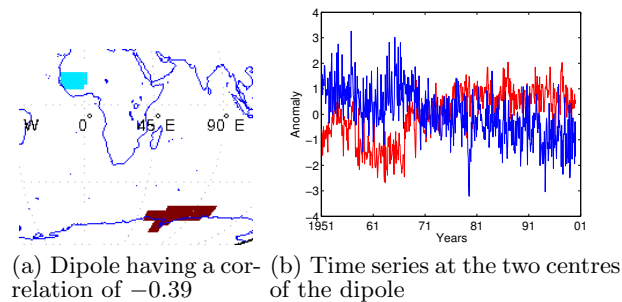 W 0° 45° E 90° E
4
3
2
1
0
−1
−2
−3
−4
Anomaly
1951 61 71 81 91 01
Years
(a) Dipole having a cor-
relation of −0.39
(b) Time series at the two centres
of the dipole